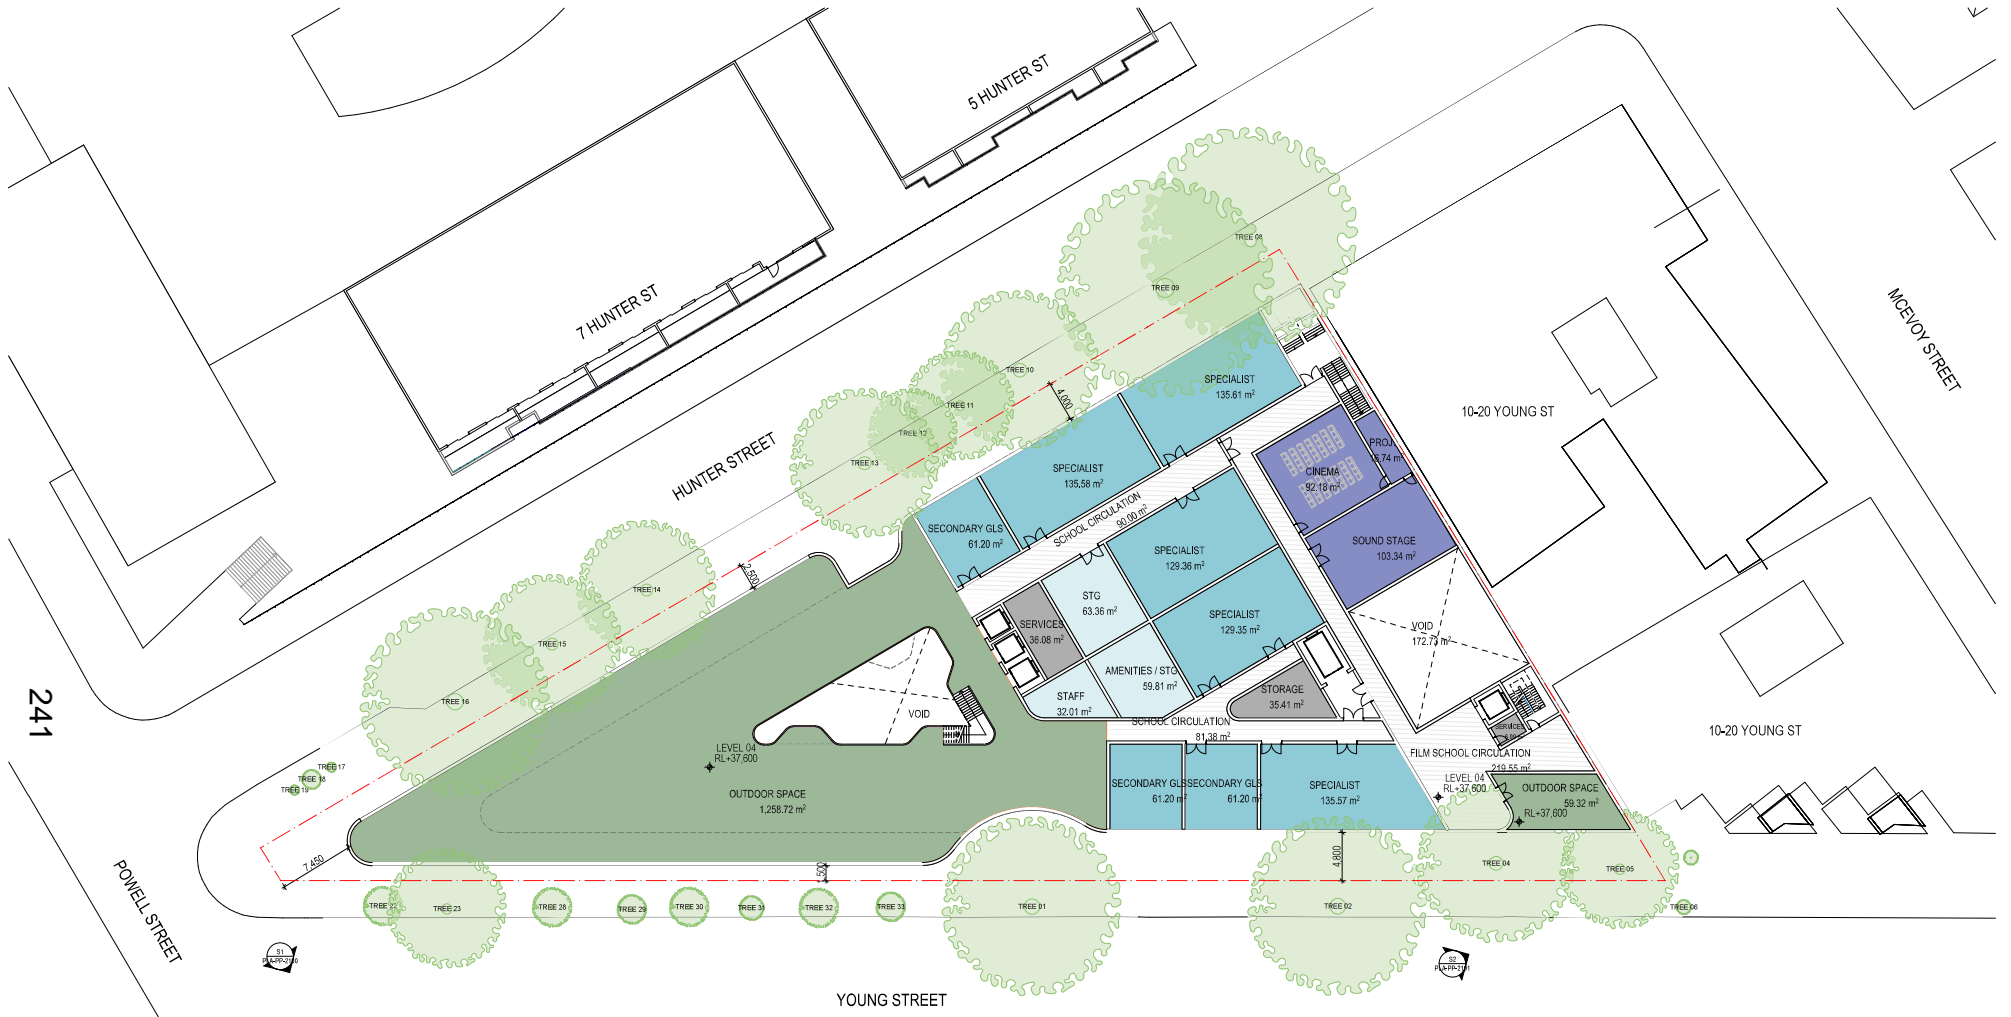 5 HUNTER ST
7 HUNTER ST
HUNTER STREET
MCEVOY STREET
10-20 YOUNG ST
10-20 YOUNG ST
POWELL STREET
YOUNG STREET
241
TREE 08
TREE 09
TREE 10
TREE 11
TREE 12
TREE 13
TREE 14
TREE 15
TREE 16
TREE 17
TREE 18
TREE 19
4.000
2.500
7.450
4.800
SPECIALIST
135.61 m²
SPECIALIST
135.58 m²
SECONDARY GLS
61.20 m²
SCHOOL CIRCULATION
90.00 m²
CINEMA
92.18 m²
PROJ.
SOUND STAGE
103.34 m²
SPECIALIST
129.36 m²
STG
63.36 m²
SERVICES
36.08 m²
SPECIALIST
129.35 m²
VOID
172.73 m²
AMENITIES / STG
59.81 m²
STAFF
32.01 m²
STORAGE
35.41 m²
SCHOOL CIRCULATION
81.38 m²
VOID
LEVEL 04
RL+37,600
OUTDOOR SPACE
1,258.72 m²
SECONDARY GLS
61.20 m²
SECONDARY GLS
61.20 m²
SPECIALIST
135.57 m²
SERVICES
FILM SCHOOL CIRCULATION
219.55 m²
LEVEL 04
RL+37,600
OUTDOOR SPACE
59.32 m²
RL+37,600
TREE 22
TREE 23
TREE 28
TREE 29
TREE 30
TREE 31
TREE 32
TREE 33
TREE 01
TREE 02
TREE 04
TREE 05
TREE 06
S1
S2